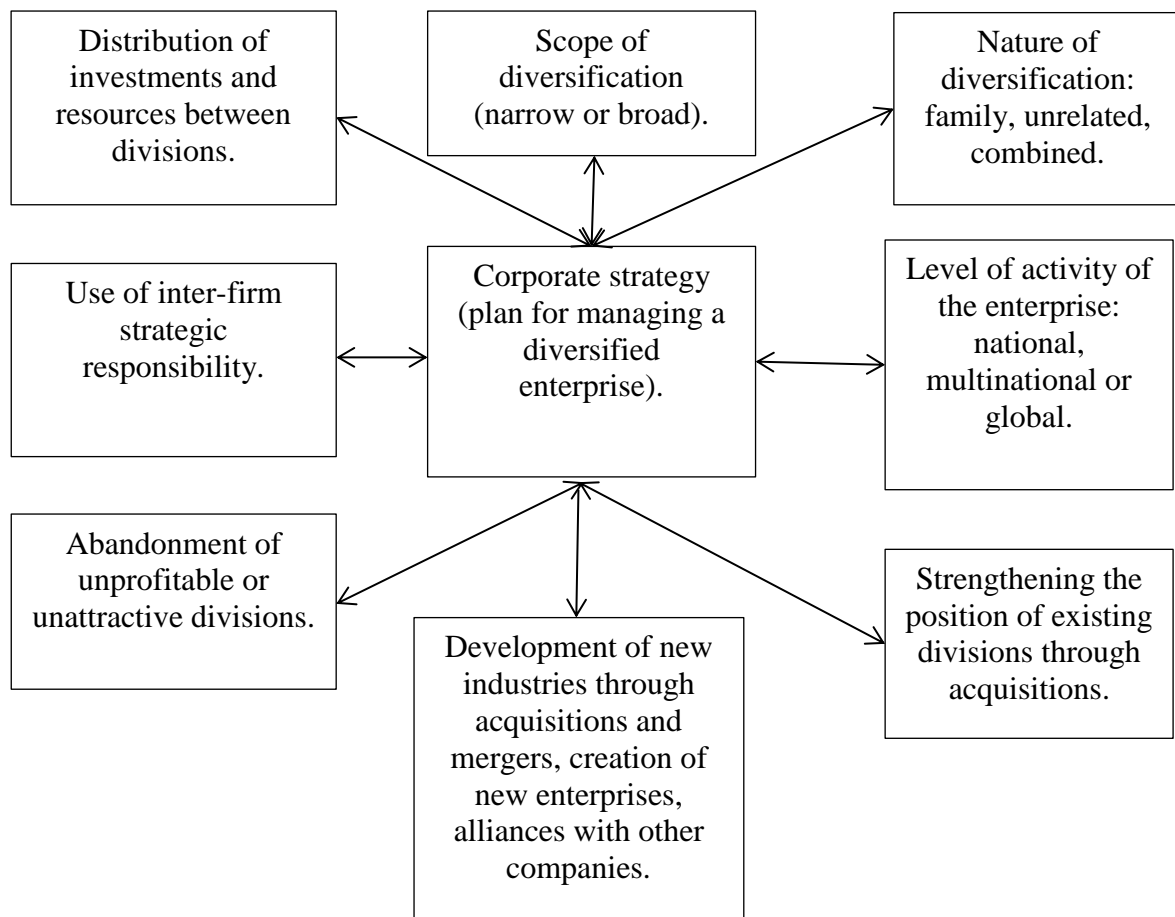 Distribution of
investments and
resources between
divisions.
Scope of
diversification
(narrow or broad).
Nature of
diversification:
family, unrelated,
combined.
Use of inter-firm
strategic
responsibility.
Corporate strategy
(plan for managing a
diversified
enterprise).
Level of activity of
the enterprise:
national,
multinational or
global.
Abandonment of
unprofitable or
unattractive divisions.
Development of new
industries through
acquisitions and
mergers, creation of
new enterprises,
alliances with other
companies.
Strengthening the
position of existing
divisions through
acquisitions.